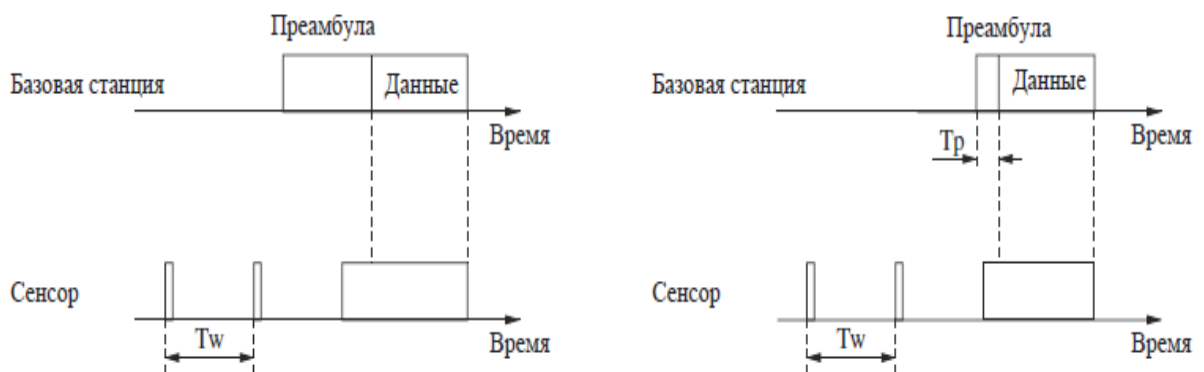 Преамбула
Базовая станция
Данные
Время
Сенсор
Tw
Время
Преамбула
Базовая станция
Данные
Время
Tp
Сенсор
Tw
Время